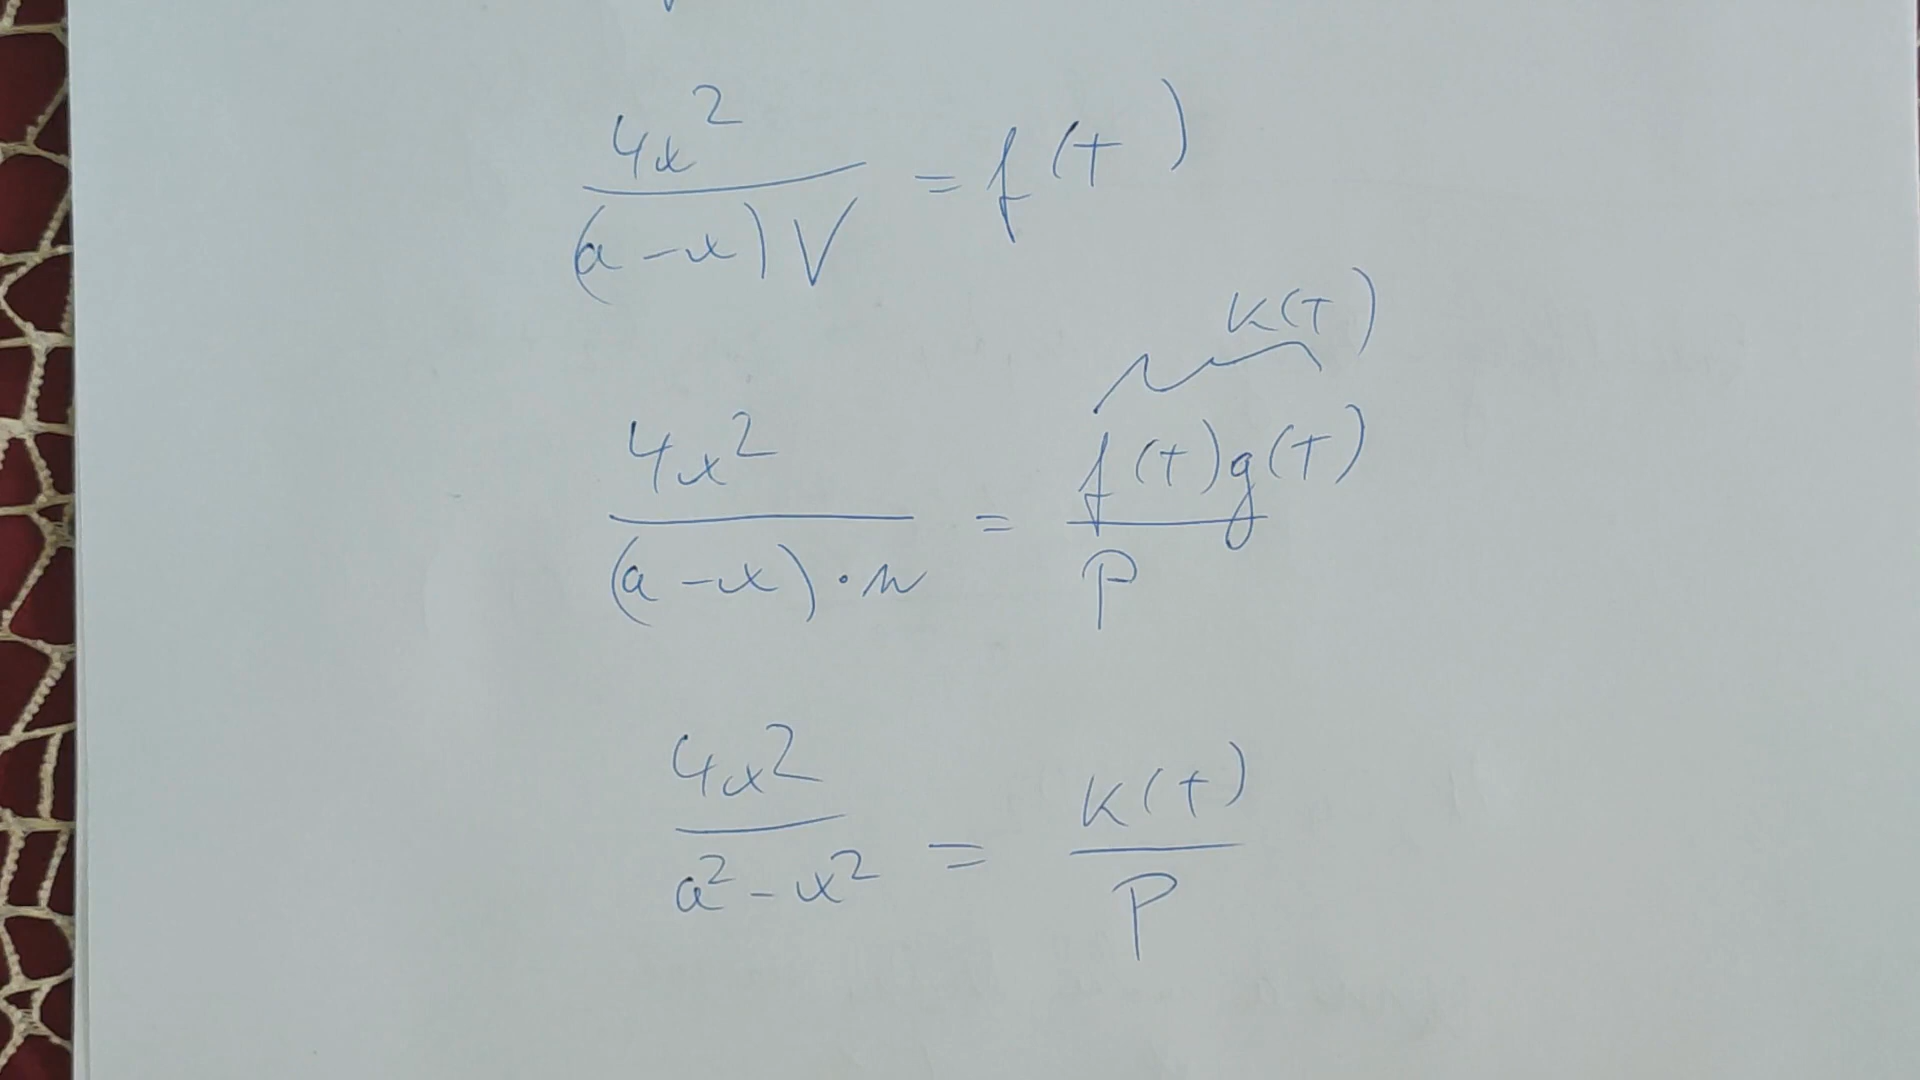 4x² / (a-x)V = f(T)
K(T)
4x² / (a-x)·n = f(T)g(T) / P
4x² / a²-x² = K(T) / P